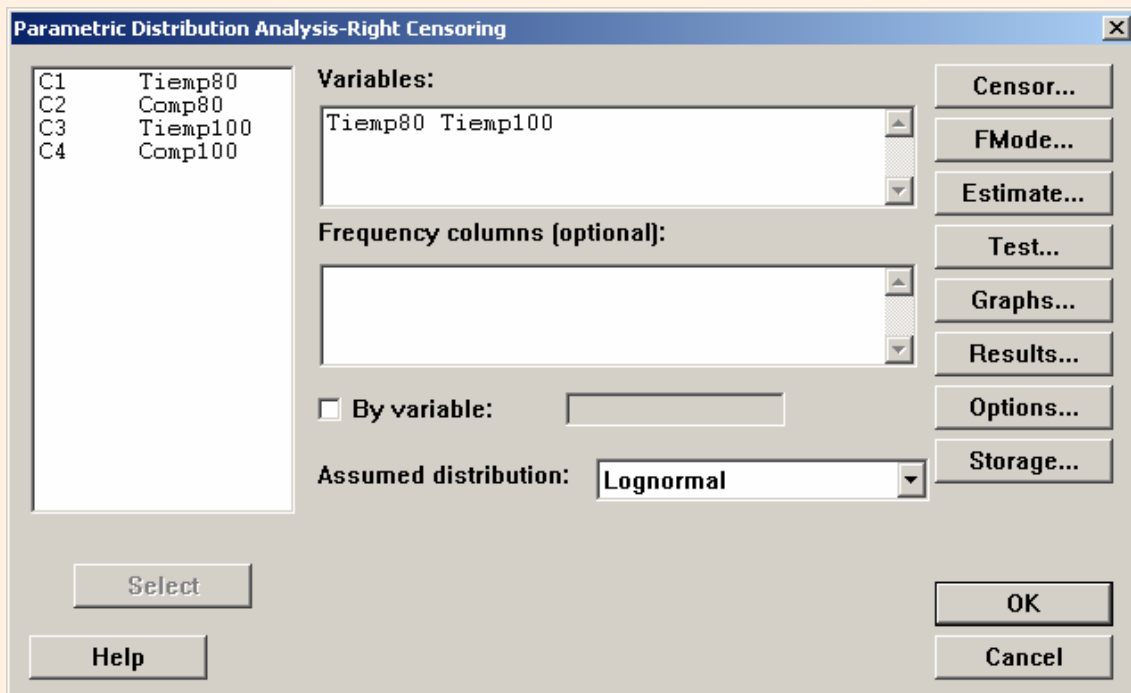 Parametric Distribution Analysis-Right Censoring
C1 Tiemp80
C2 Comp80
C3 Tiemp100
C4 Comp100
Variables:
Tiemp80 Tiemp100
Frequency columns (optional):
By variable:
Assumed distribution:
Lognormal
Censor...
FMode...
Estimate...
Test...
Graphs...
Results...
Options...
Storage...
Select
Help
OK
Cancel